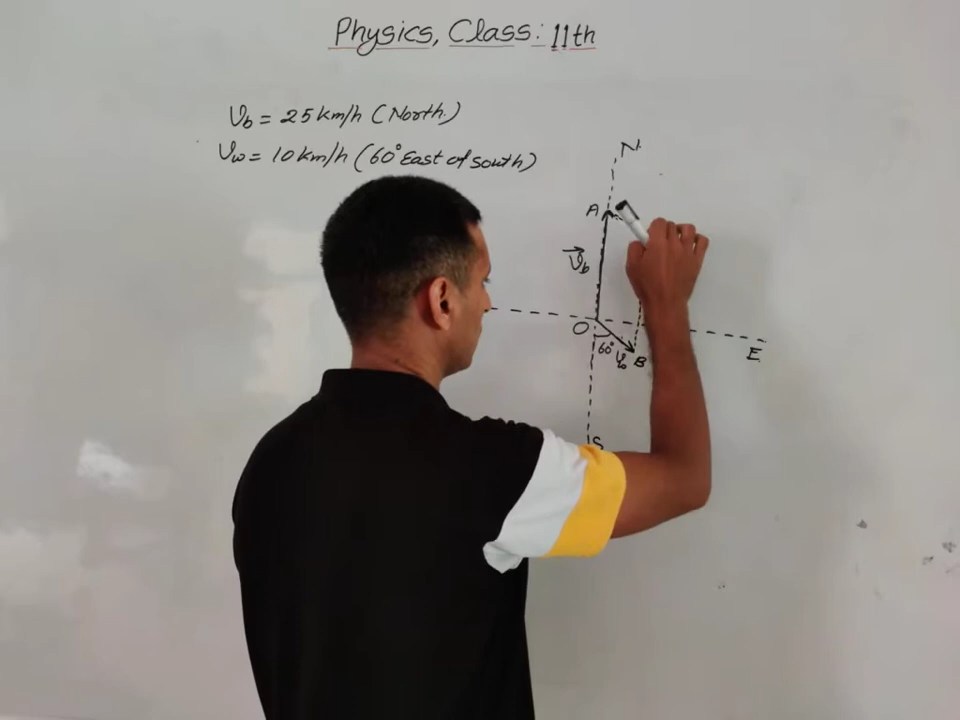 Physics, Class: 11th
Vb = 25 km/h (North.)
Vw = 10 km/h (60° East of South)
N
A
Vb
O
E
60°
Vw
B
S